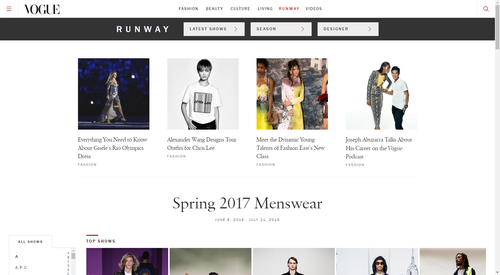 VOGUE
FASHION BEAUTY CULTURE LIVING RUNWAY VIDEOS
RUNWAY
LATEST SHOWS
SEASON
DESIGNER
Everything You Need to Know
About Gisele's Rio Olympics
Dress
FASHION
Alexander Wang Designs Tour
Outfits for Chris Lee
FASHION
Meet the Dynamic Young
Talents of Fashion East's New
Class
FASHION
Joseph Altuzarra Talks About
His Career on the Vogue
Podcast
FASHION
Spring 2017 Menswear
JUNE 8, 2016 - JULY 21, 2016
ALL SHOWS
A
A.P.C.
TOP SHOWS